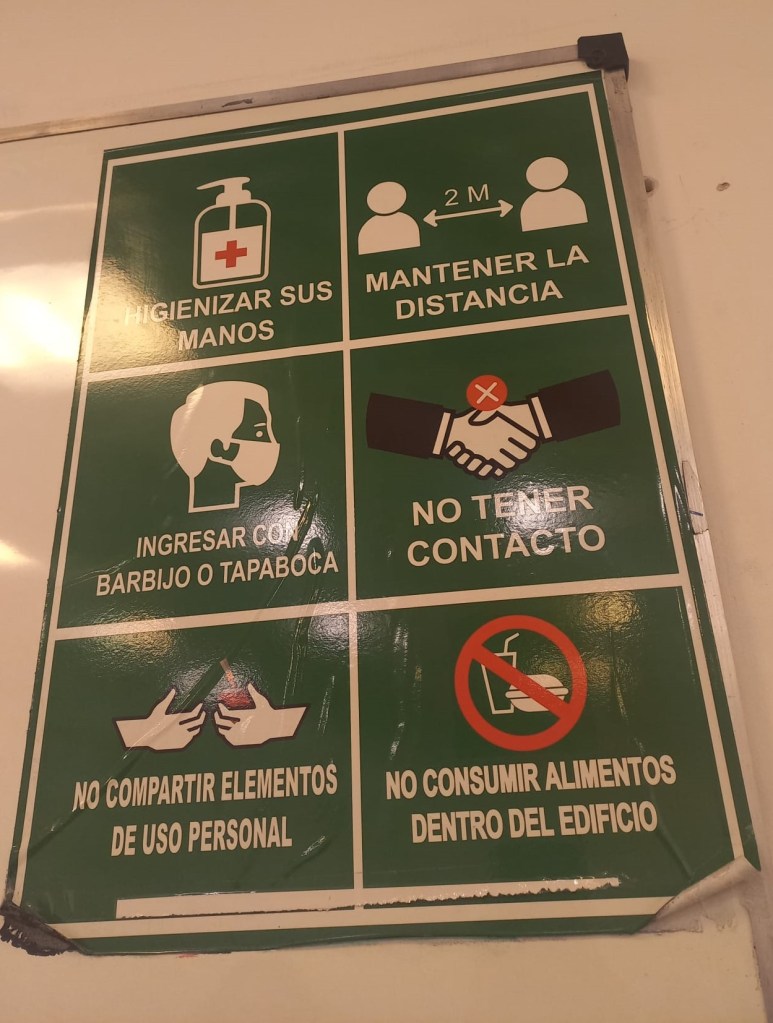 HIGIENIZAR SUS
MANOS
2 M
MANTENER LA
DISTANCIA
INGRESAR CON
BARBIJO O TAPABOCA
NO TENER
CONTACTO
NO COMPARTIR ELEMENTOS
DE USO PERSONAL
NO CONSUMIR ALIMENTOS
DENTRO DEL EDIFICIO